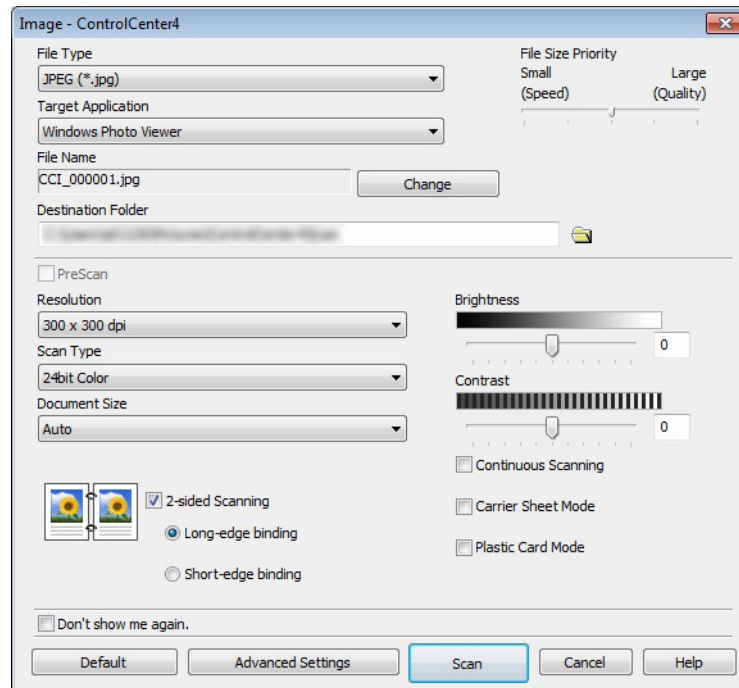 Image - ControlCenter4
File Type
JPEG (*.jpg)
Target Application
Windows Photo Viewer
File Name
CCI_000001.jpg
Change
Destination Folder
File Size Priority
Small Large
(Speed) (Quality)
PreScan
Resolution
300 x 300 dpi
Scan Type
24bit Color
Document Size
Auto
2-sided Scanning
Long-edge binding
Short-edge binding
Brightness
0
Contrast
0
Continuous Scanning
Carrier Sheet Mode
Plastic Card Mode
Don't show me again.
Default Advanced Settings Scan Cancel Help